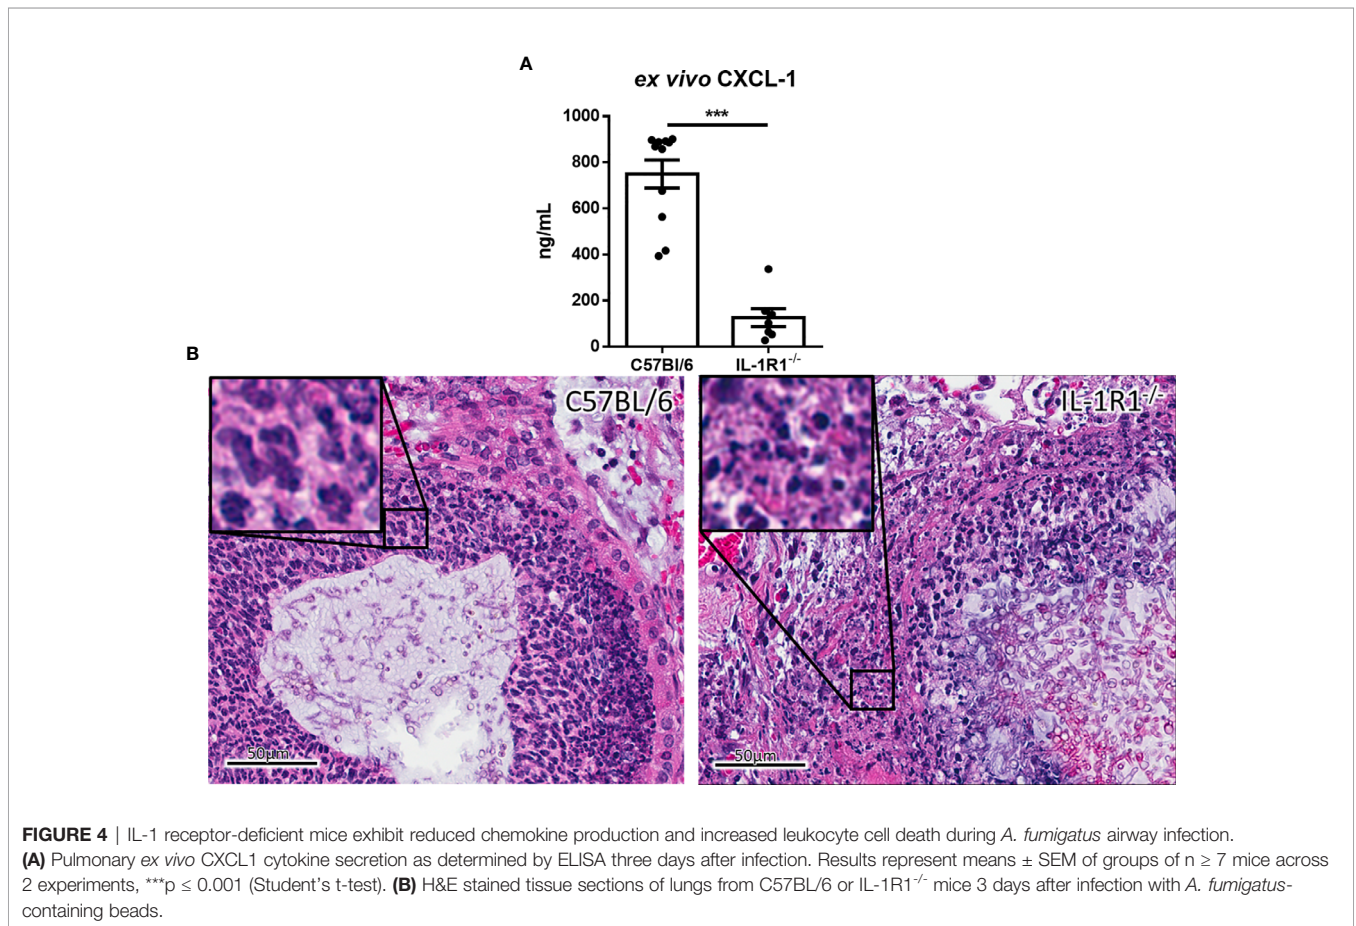 A
ex vivo CXCL-1
***
1000
800
600
400
200
0
ng/mL
C57Bl/6 IL-1R1-/-
B
C57BL/6
IL-1R1-/-
50µm
50µm
FIGURE 4 | IL-1 receptor-deficient mice exhibit reduced chemokine production and increased leukocyte cell death during A. fumigatus airway infection.
(A) Pulmonary ex vivo CXCL1 cytokine secretion as determined by ELISA three days after infection. Results represent means ± SEM of groups of n ≥ 7 mice across
2 experiments, ***p ≤ 0.001 (Student's t-test). (B) H&E stained tissue sections of lungs from C57BL/6 or IL-1R1-/- mice 3 days after infection with A. fumigatus-
containing beads.